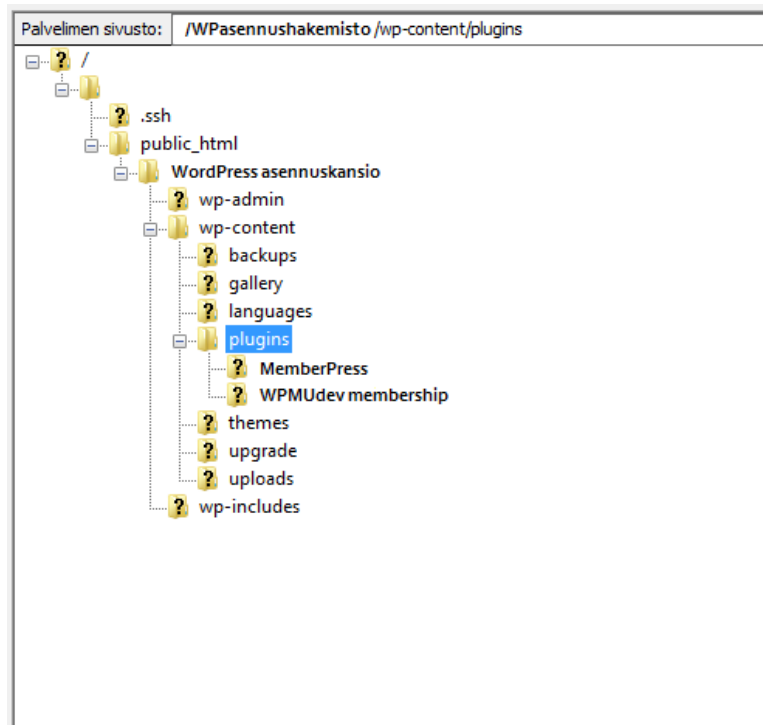 Palvelimen sivusto: /WPasennushakemisto /wp-content/plugins
/
.ssh
public_html
WordPress asennuskansio
wp-admin
wp-content
backups
gallery
languages
plugins
MemberPress
WPMUdev membership
themes
upgrade
uploads
wp-includes